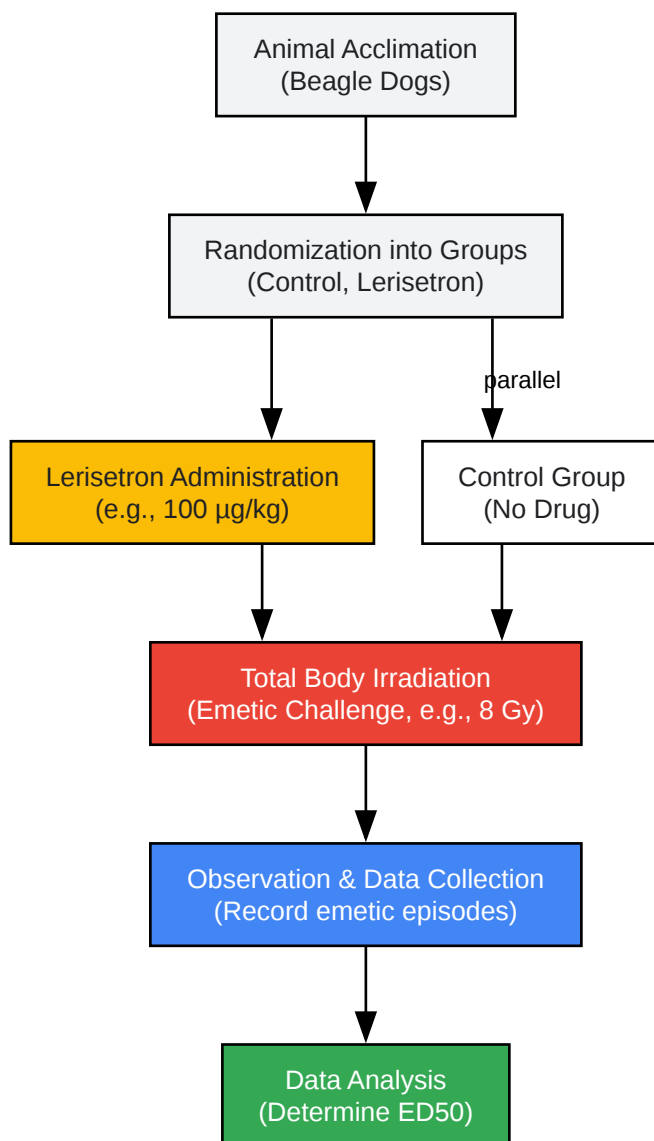 Animal Acclimation
(Beagle Dogs)
Randomization into Groups
(Control, Lerisetron)
parallel
Lerisetron Administration
(e.g., 100 µg/kg)
Control Group
(No Drug)
Total Body Irradiation
(Emetic Challenge, e.g., 8 Gy)
Observation & Data Collection
(Record emetic episodes)
Data Analysis
(Determine ED50)